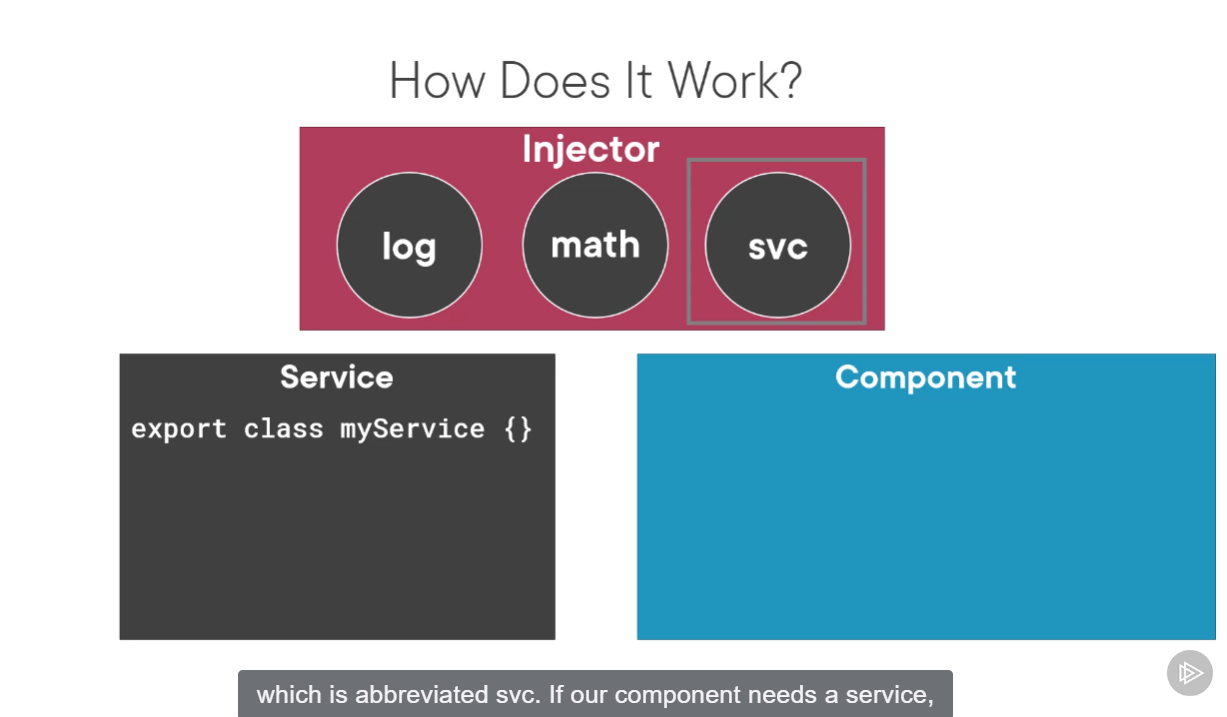 How Does It Work?
Injector
log
math
svc
Service
export class myService {}
Component
which is abbreviated svc. If our component needs a service,